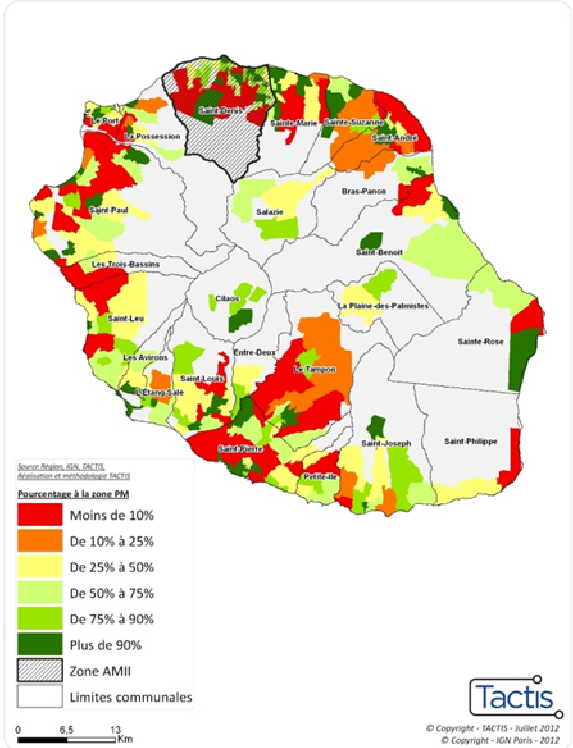 Saint-Denis
Le Port
Sainte-Marie
Sainte-Suzanne
La Possession
Saint-André
Bras-Panon
Saint-Paul
Salazie
Saint-Benoit
Les Trois-Bassins
Cilaos
La Plaine-des-Palmistes
Saint-Leu
Sainte-Rose
Les Avirons
Entre-Deux
Le Tampon
Saint-Louis
L'Etang-Salé
Saint-Joseph
Saint-Philippe
Saint-Pierre
Petite-Ile
Source Région, IGN, TACTIS,
Réalisation et méthodologie TACTIS
Pourcentage à la zone PM
Moins de 10%
De 10% à 25%
De 25% à 50%
De 50% à 75%
De 75% à 90%
Plus de 90%
Zone AMII
Limites communales
0 6,5 13
Km
Tactis
© Copyright - TACTIS - Juillet 2012
© Copyright - IGN Paris - 2012